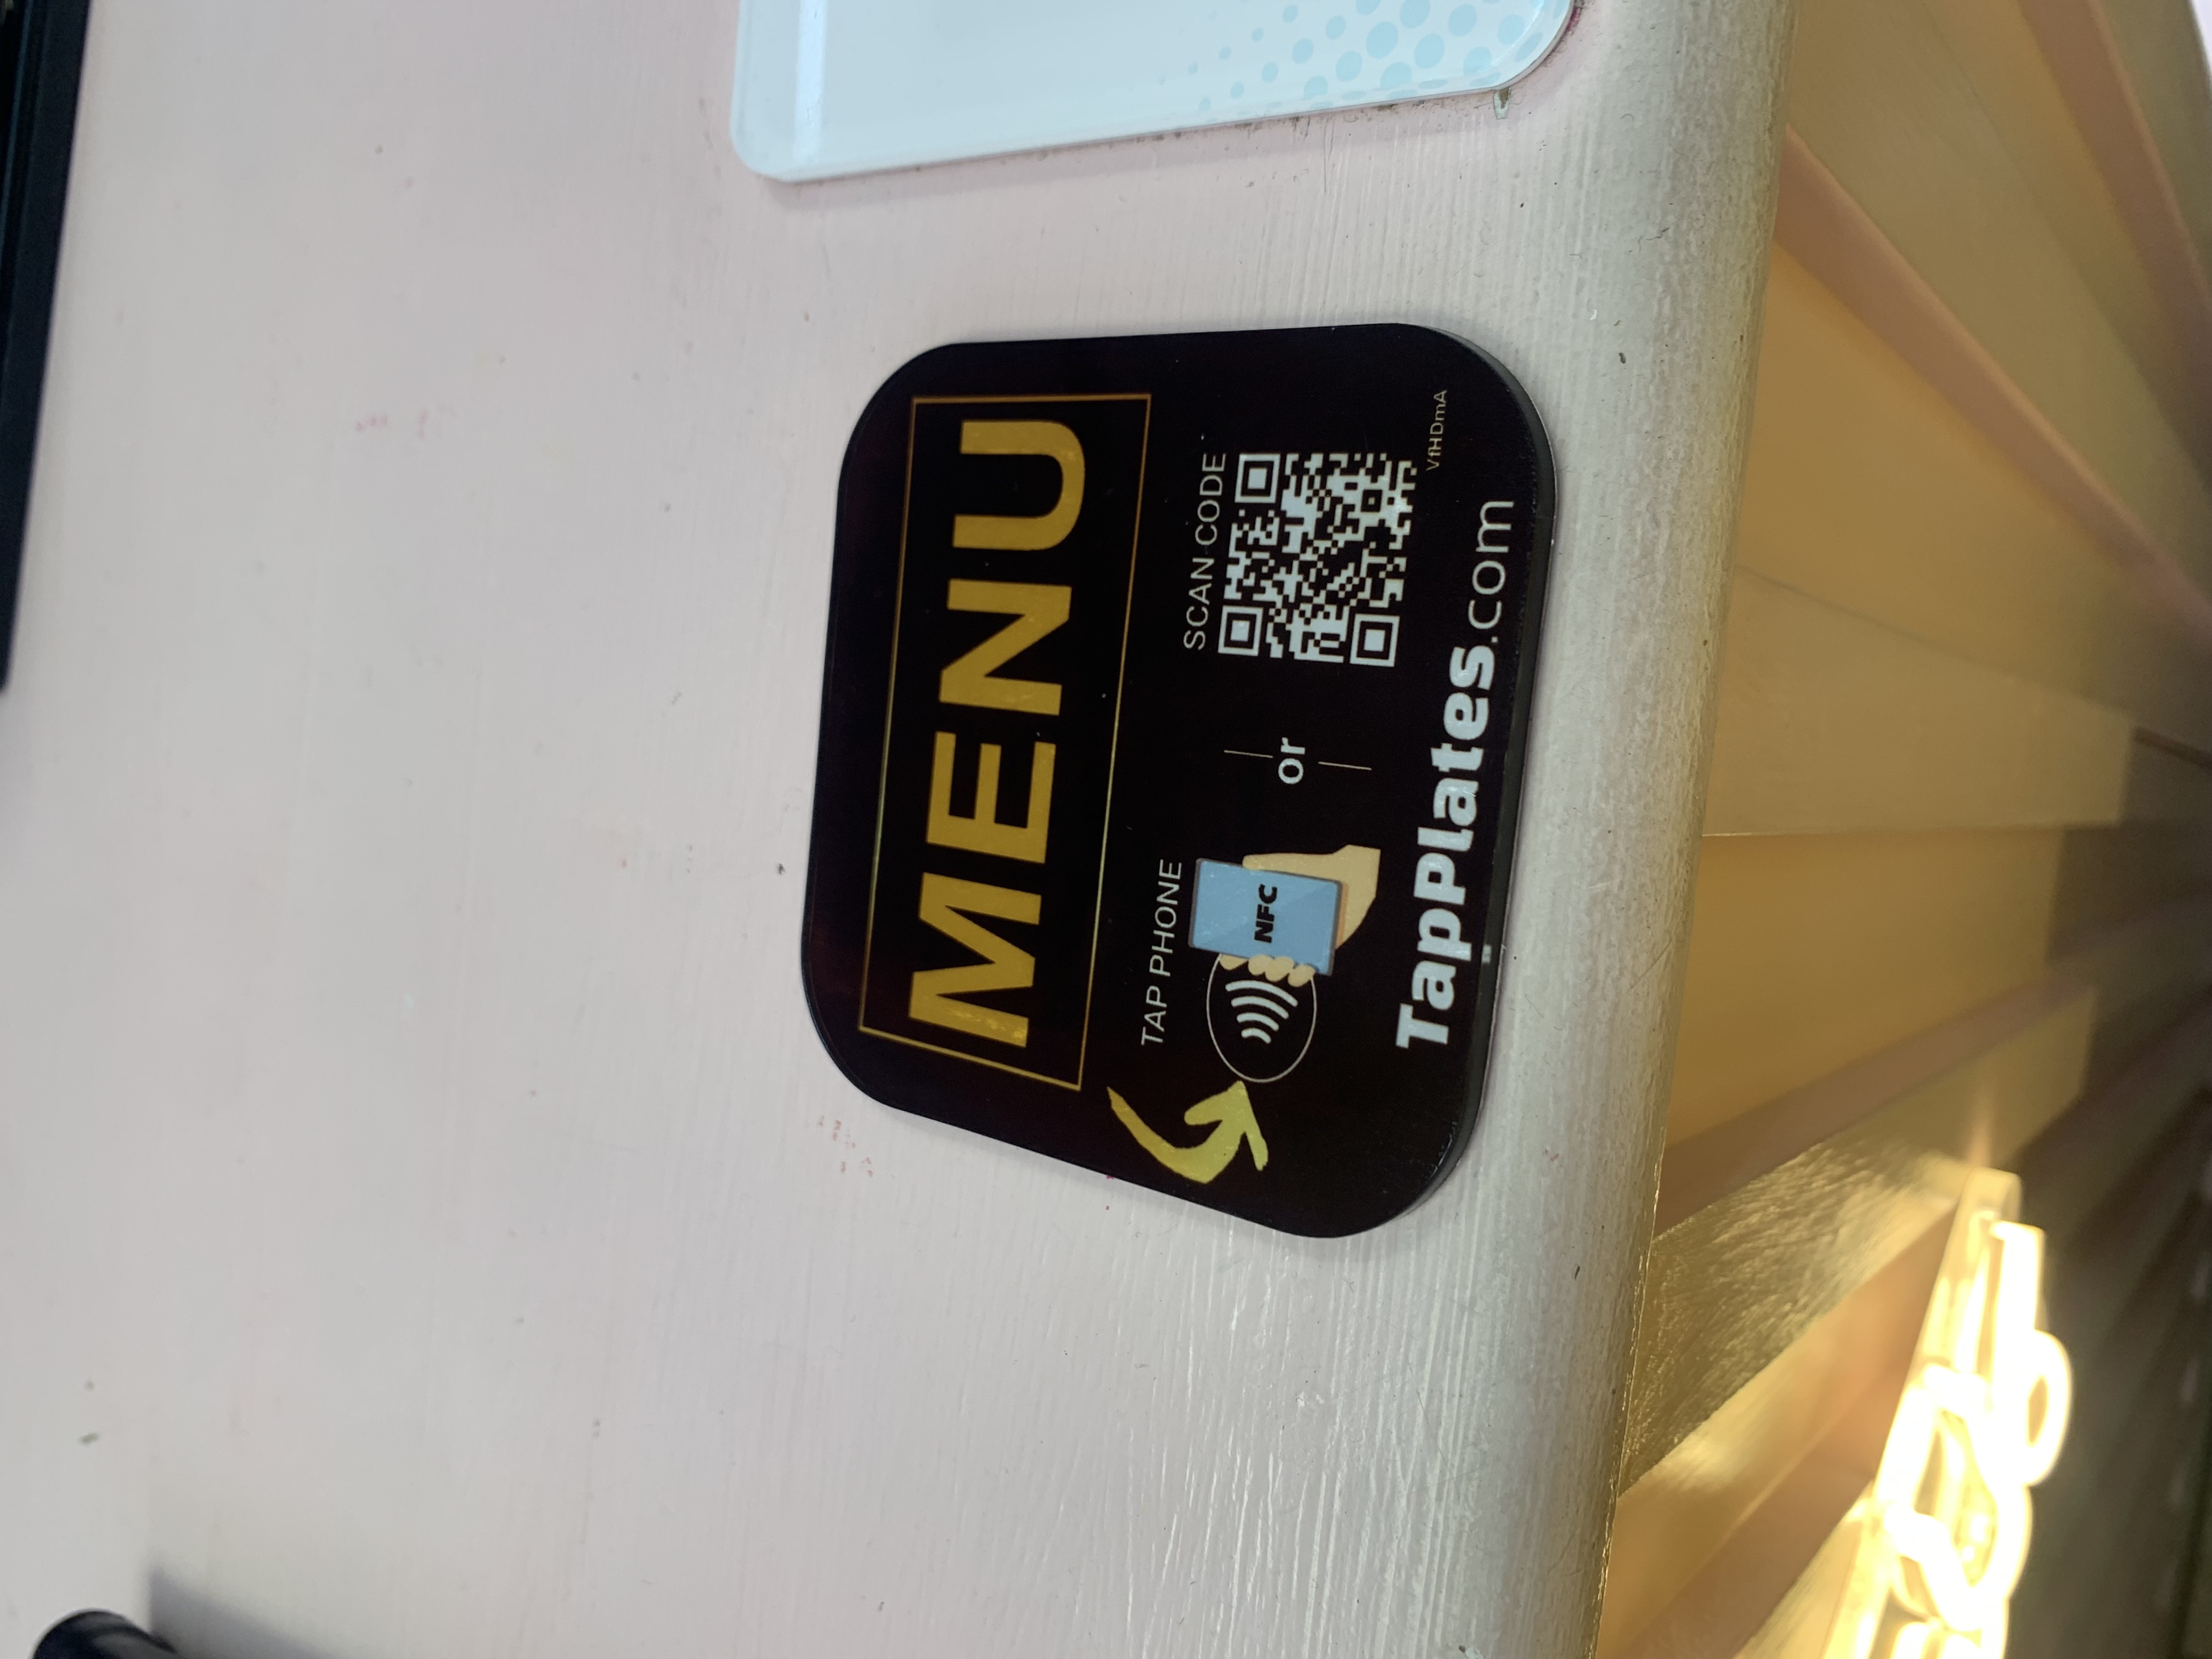 MENU
TAP PHONE
SCAN CODE
NFC
or
VfHDmA
TapPlates.com